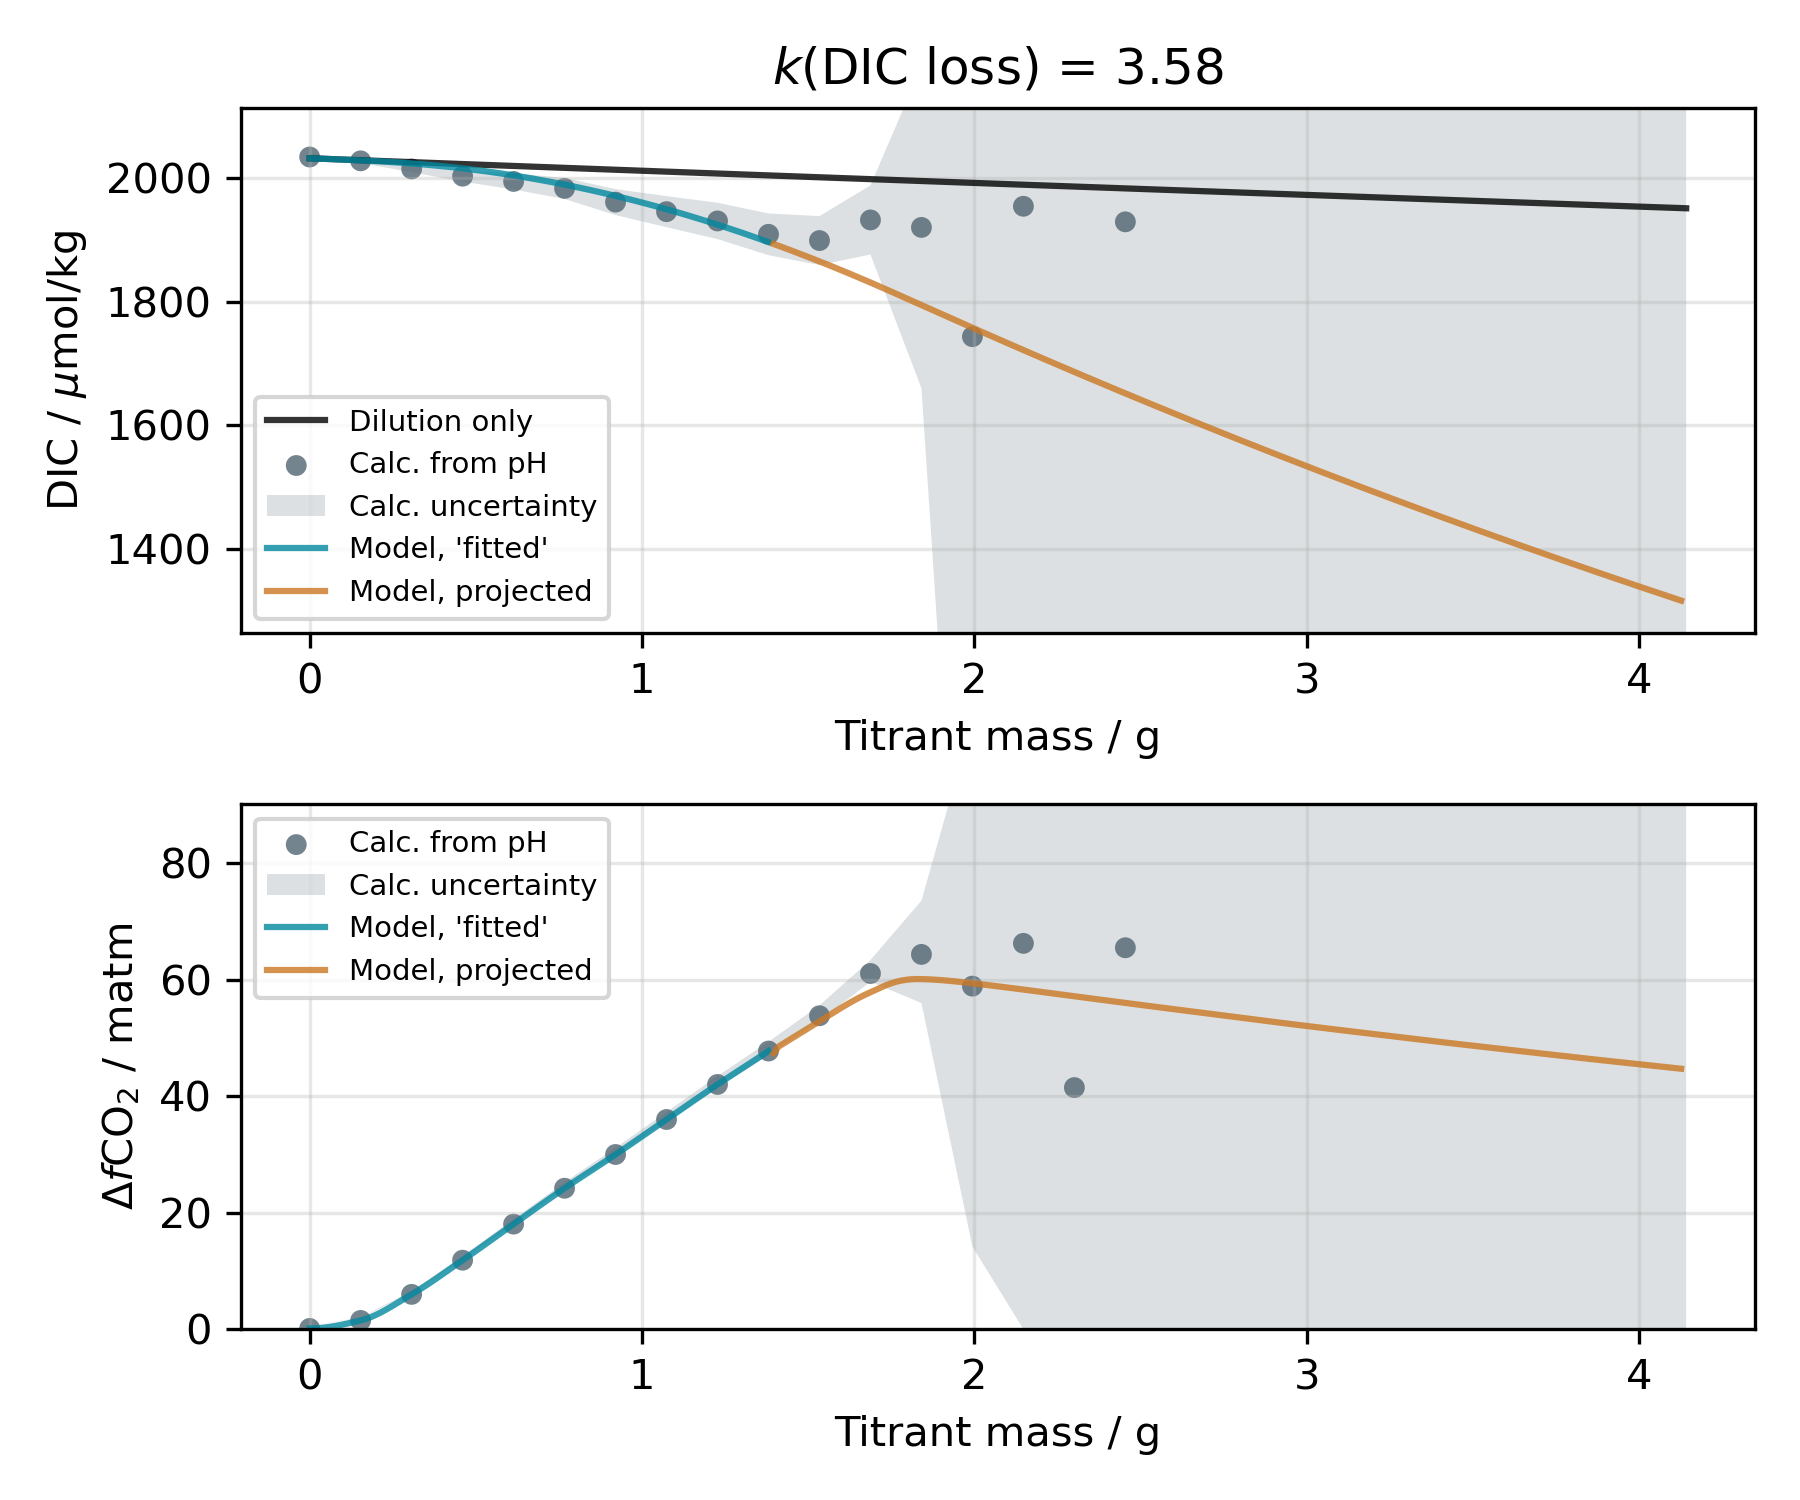 k(DIC loss) = 3.58
DIC / μmol/kg
2000
1800
1600
1400
Dilution only
Calc. from pH
Calc. uncertainty
Model, 'fitted'
Model, projected
0 1 2 3 4
Titrant mass / g
ΔfCO₂ / matm
80
60
40
20
0
Calc. from pH
Calc. uncertainty
Model, 'fitted'
Model, projected
0 1 2 3 4
Titrant mass / g